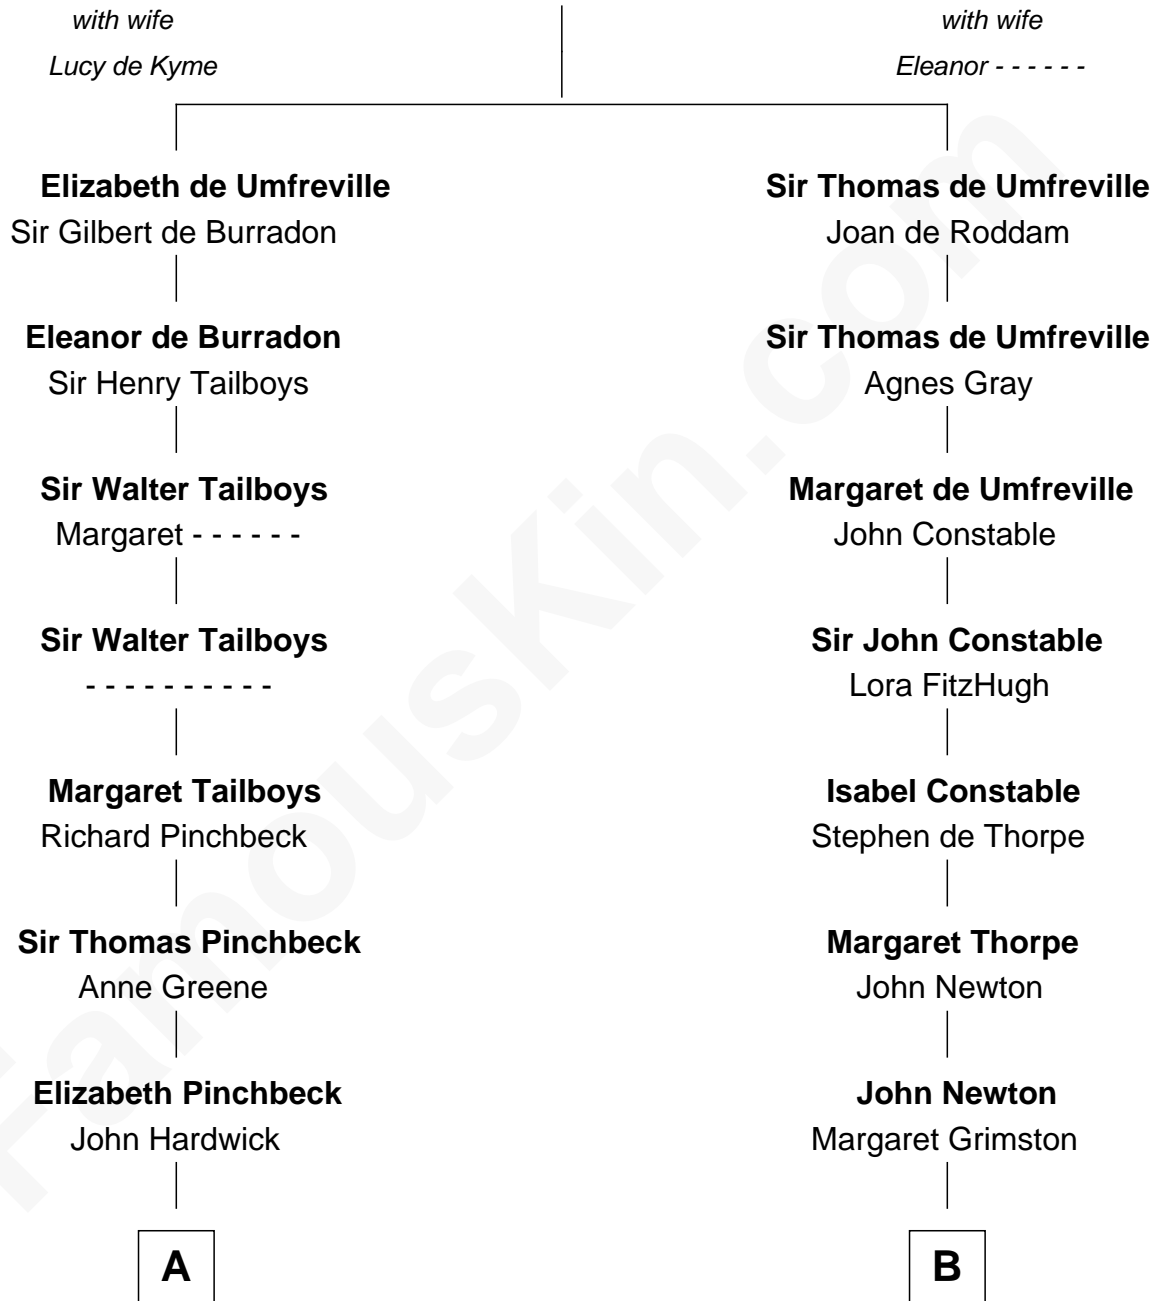 with wife
with wife
Lucy de Kyme
Eleanor - - - - - -
Elizabeth de Umfreville
Sir Thomas de Umfreville
Sir Gilbert de Burradon
Joan de Roddam
Eleanor de Burradon
Sir Thomas de Umfreville
Sir Henry Tailboys
Agnes Gray
Sir Walter Tailboys
Margaret de Umfreville
Margaret - - - - - -
John Constable
Sir Walter Tailboys
Sir John Constable
- - - - - - - - - -
Lora FitzHugh
Margaret Tailboys
Isabel Constable
Richard Pinchbeck
Stephen de Thorpe
Sir Thomas Pinchbeck
Margaret Thorpe
Anne Greene
John Newton
Elizabeth Pinchbeck
John Newton
John Hardwick
Margaret Grimston
A
B
FamousKin.com